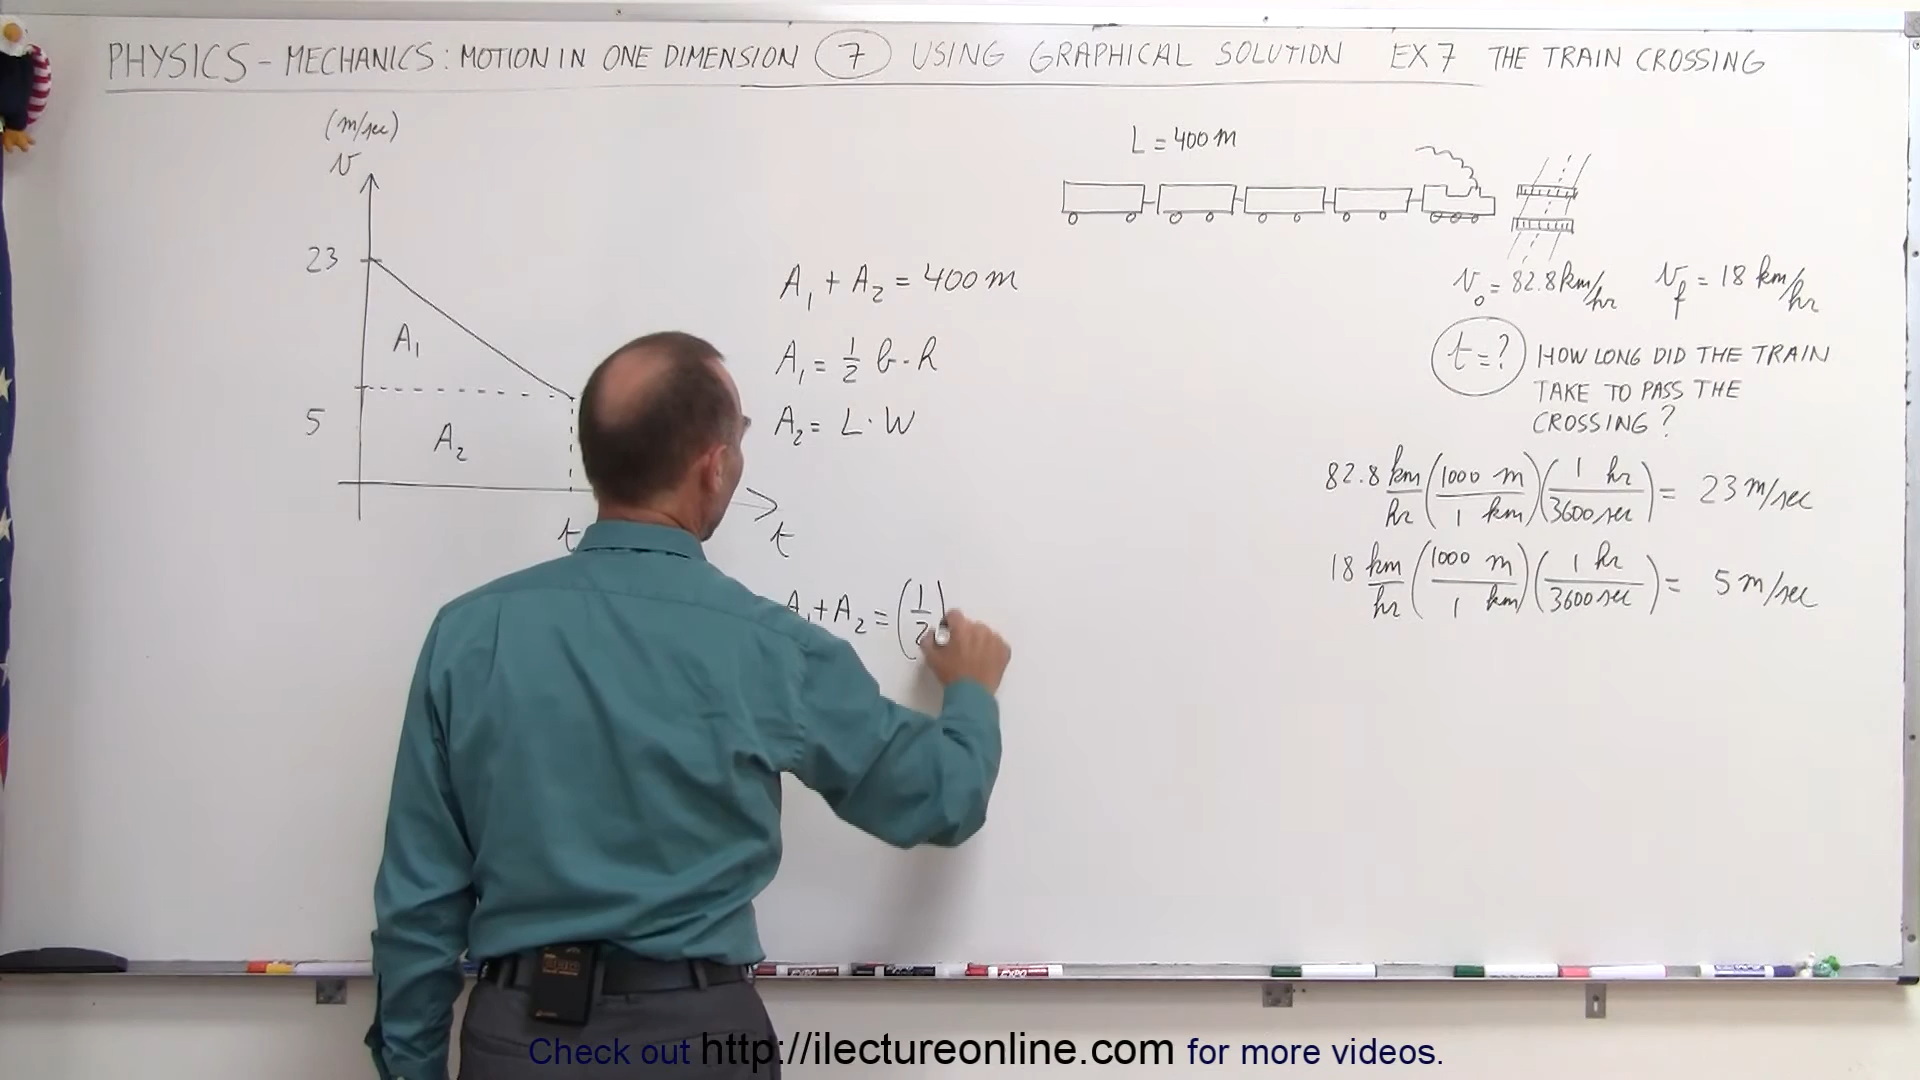 PHYSICS - MECHANICS: MOTION IN ONE DIMENSION 7 USING GRAPHICAL SOLUTION EX 7 THE TRAIN CROSSING
(m/sec)
v
23
A₁
5
A₂
t
t
A₁ + A₂ = 400 m
A₁ = 1/2 b · h
A₂ = L · W
A₁ + A₂ = (1/2)
L = 400 m
v₀ = 82.8 km/hr v_f = 18 km/hr
t = ? HOW LONG DID THE TRAIN
TAKE TO PASS THE
CROSSING ?
82.8 km/hr (1000 m / 1 km) (1 hr / 3600 sec) = 23 m/sec
18 km/hr (1000 m / 1 km) (1 hr / 3600 sec) = 5 m/sec
EXPO
Check out http://ilectureonline.com for more videos.